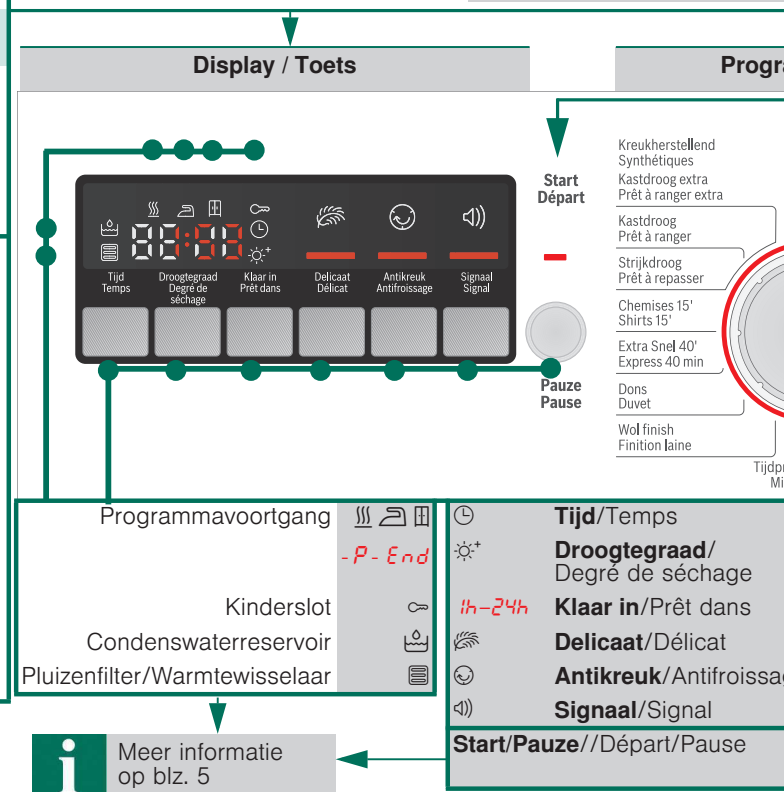 Display / Toets
Start
Départ
Tijd
Temps
Droogtegraad
Degré de
séchage
Klaar in
Prêt dans
Delicaat
Délicat
Antikreuk
Antifroissage
Signaal
Signal
Pauze
Pause
Kreukherstellend
Synthétiques
Kastdroog extra
Prêt à ranger extra
Kastdroog
Prêt à ranger
Strijkdroog
Prêt à repasser
Chemises 15'
Shirts 15'
Extra Snel 40'
Express 40 min
Dons
Duvet
Wol finish
Finition laine
Programmavoortgang
-P- End
Kinderslot
Condenswaterreservoir
Pluizenfilter/Warmtewisselaar
Tijd/Temps
Droogtegraad/
Degré de séchage
1h–24h Klaar in/Prêt dans
Delicaat/Délicat
Antikreuk/Antifroissa
Signaal/Signal
Start/Pauze//Départ/Pause
i Meer informatie
op blz. 5